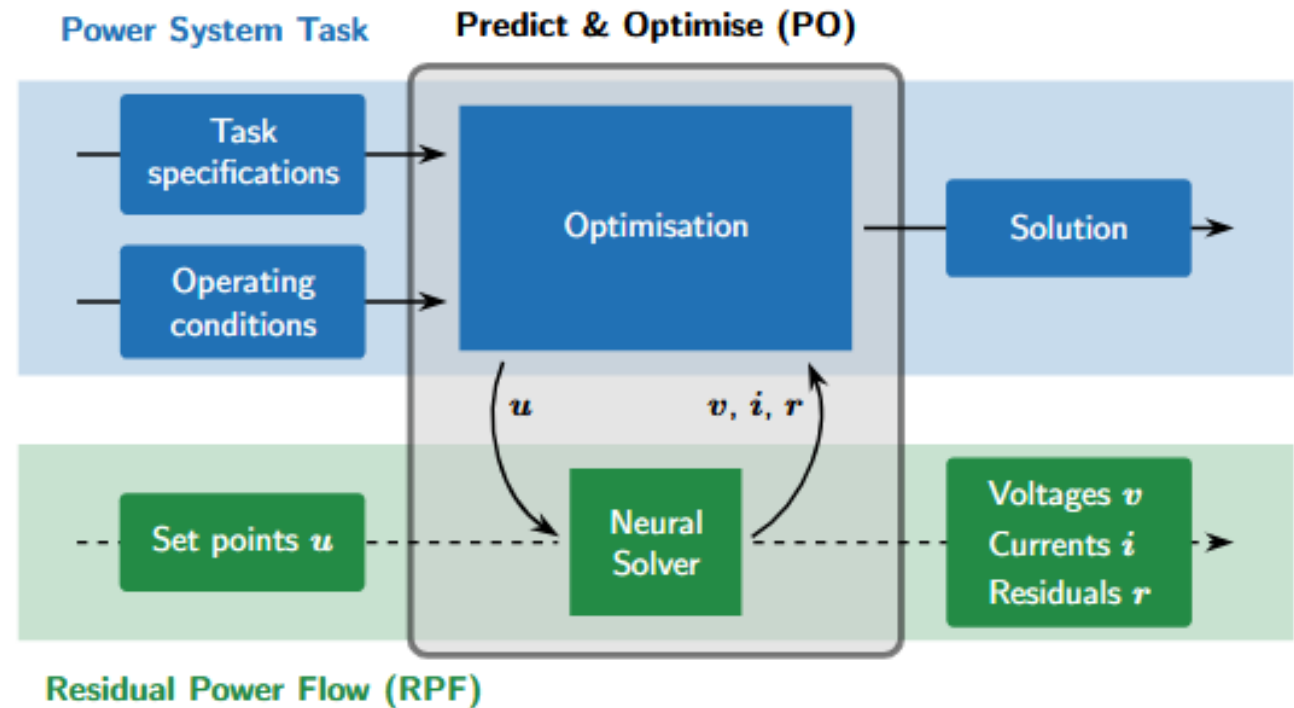 Power System Task
Predict & Optimise (PO)
Task
specifications
Optimisation
Solution
Operating
conditions
u
v, i, r
Set points u
Neural
Solver
Voltages v
Currents i
Residuals r
Residual Power Flow (RPF)